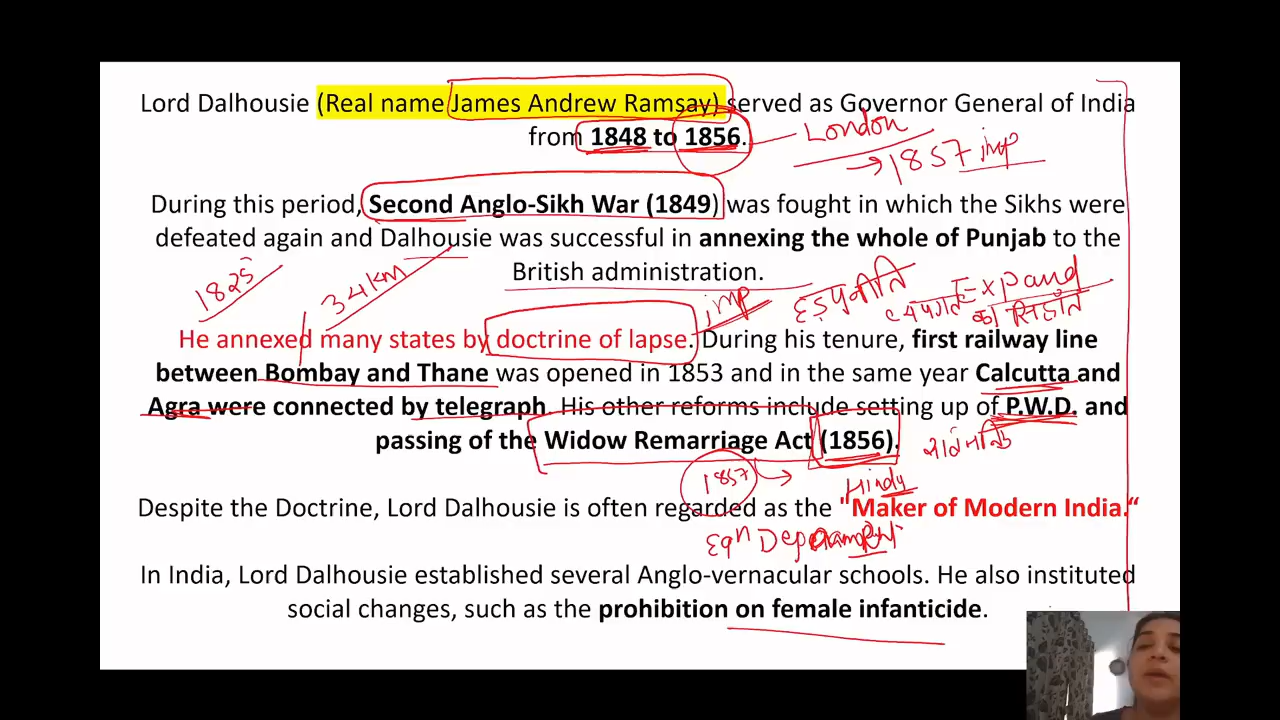 Lord Dalhousie (Real name James Andrew Ramsay) served as Governor General of India
from 1848 to 1856.
London
→1857 imp
During this period, Second Anglo-Sikh War (1849) was fought in which the Sikhs were
defeated again and Dalhousie was successful in annexing the whole of Punjab to the
British administration.
1825
34 km
imp
हड़प नीति
Expand
का सिद्धांत
He annexed many states by doctrine of lapse. During his tenure, first railway line
between Bombay and Thane was opened in 1853 and in the same year Calcutta and
Agra were connected by telegraph. His other reforms include setting up of P.W.D. and
passing of the Widow Remarriage Act (1856).
1857
Hindu
Despite the Doctrine, Lord Dalhousie is often regarded as the "Maker of Modern India.“
In India, Lord Dalhousie established several Anglo-vernacular schools. He also instituted
social changes, such as the prohibition on female infanticide.